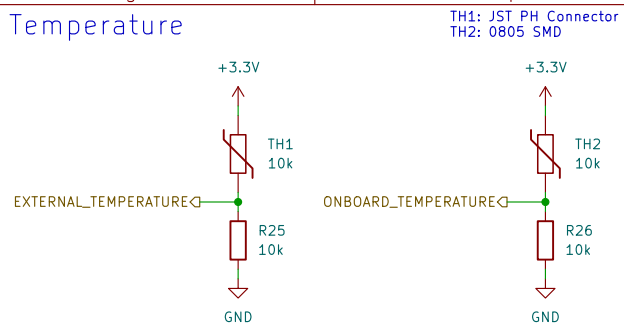 Temperature
TH1: JST PH Connector
TH2: 0805 SMD
+3.3V
TH1
10k
EXTERNAL_TEMPERATURE
R25
10k
GND
+3.3V
TH2
10k
ONBOARD_TEMPERATURE
R26
10k
GND